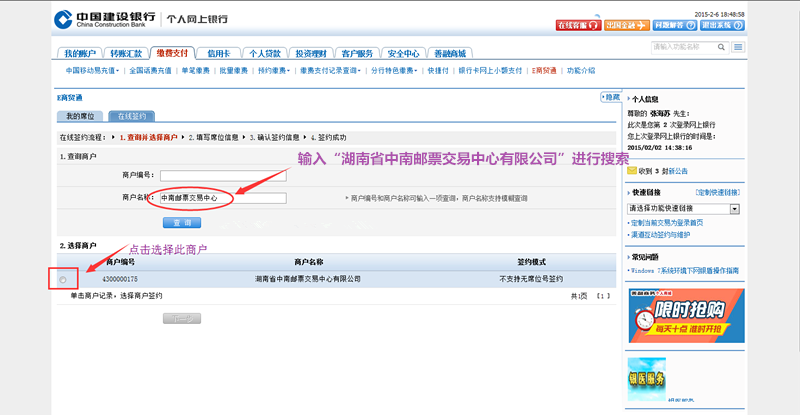 中国建设银行
China Construction Bank
个人网上银行
2015-2-6 18:48:58
在线客服
出国金融
问题解答
退出系统
我的账户 转账汇款 缴费支付 信用卡 个人贷款 投资理财 客户服务 安全中心 善融商城
请输入功能名称
中国移动易充值 | 全国话费充值 | 单笔缴费 | 批量缴费 | 预约缴费 | 缴费支付记录查询 | 分行特色缴费 | 快捷付 | 银行卡网上小额支付 | E商贸通 | 功能介绍
E商贸通
隐藏
我的席位 在线签约
在线签约流程： 1.查询并选择商户 2.填写席位信息 3.确认签约信息 4.签约成功
1.查询商户
输入“湖南省中南邮票交易中心有限公司”进行搜索
商户编号：
商户名称： 中南邮票交易中心
商户编号和商户名称可输入一项查询，商户名称支持模糊查询
查 询
2.选择商户
点击选择此商户
商户编号 商户名称 签约模式
4300000175 湖南省中南邮票交易中心有限公司 不支持无席位号签约
单击商户记录，选择商户签约
共1页 [1 ]
下一步
个人信息
尊敬的 张海苏 先生：
此次是您第 2 次登录网上银行
您上次登录网上银行的时间是：
2015/02/02 14:38:16
收到 3 封新公告
快速链接 [定制快速链接]
请选择功能快速链接
定制当前交易为登录首页
渠道互动签约与维护
常见问题
Windows 7系统环境下网银盾操作指南
限时抢购
每天十点 准时开抢
银医服务
银医服务